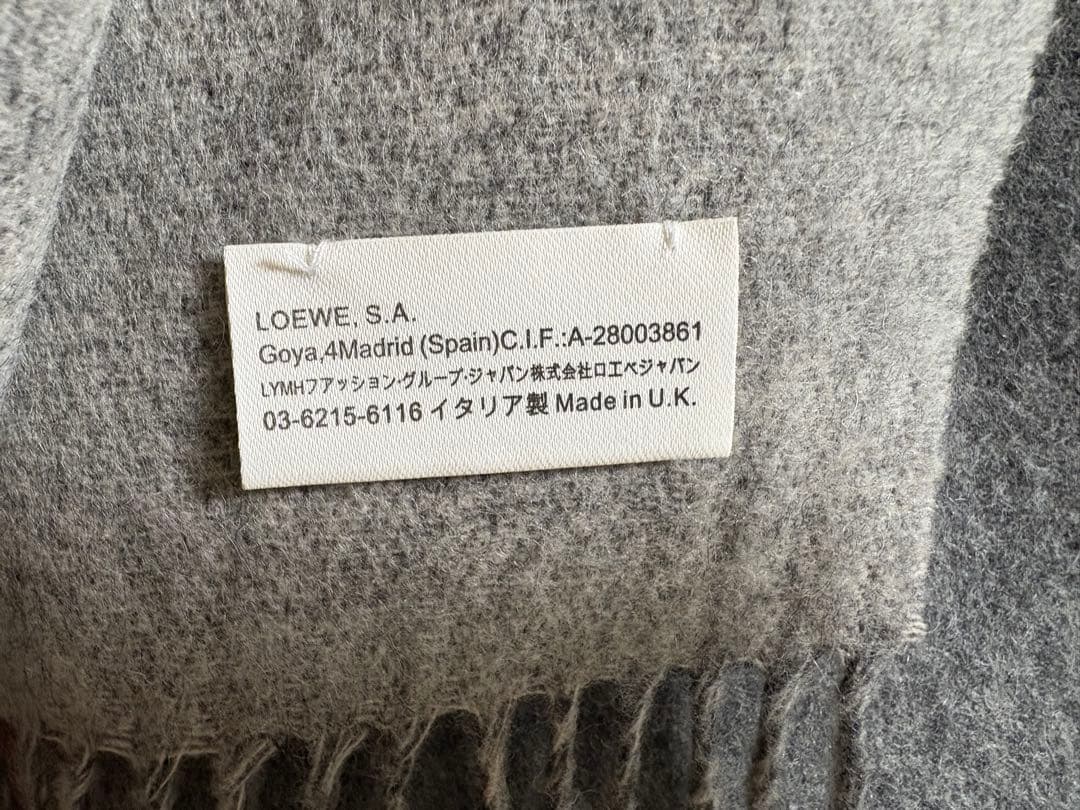 LOEWE, S.A.
Goya,4Madrid (Spain)C.I.F.:A-28003861
LYMHフアッション·グループ·ジャパン株式会社ロエベジャパン
03-6215-6116 イタリア製 Made in U.K.